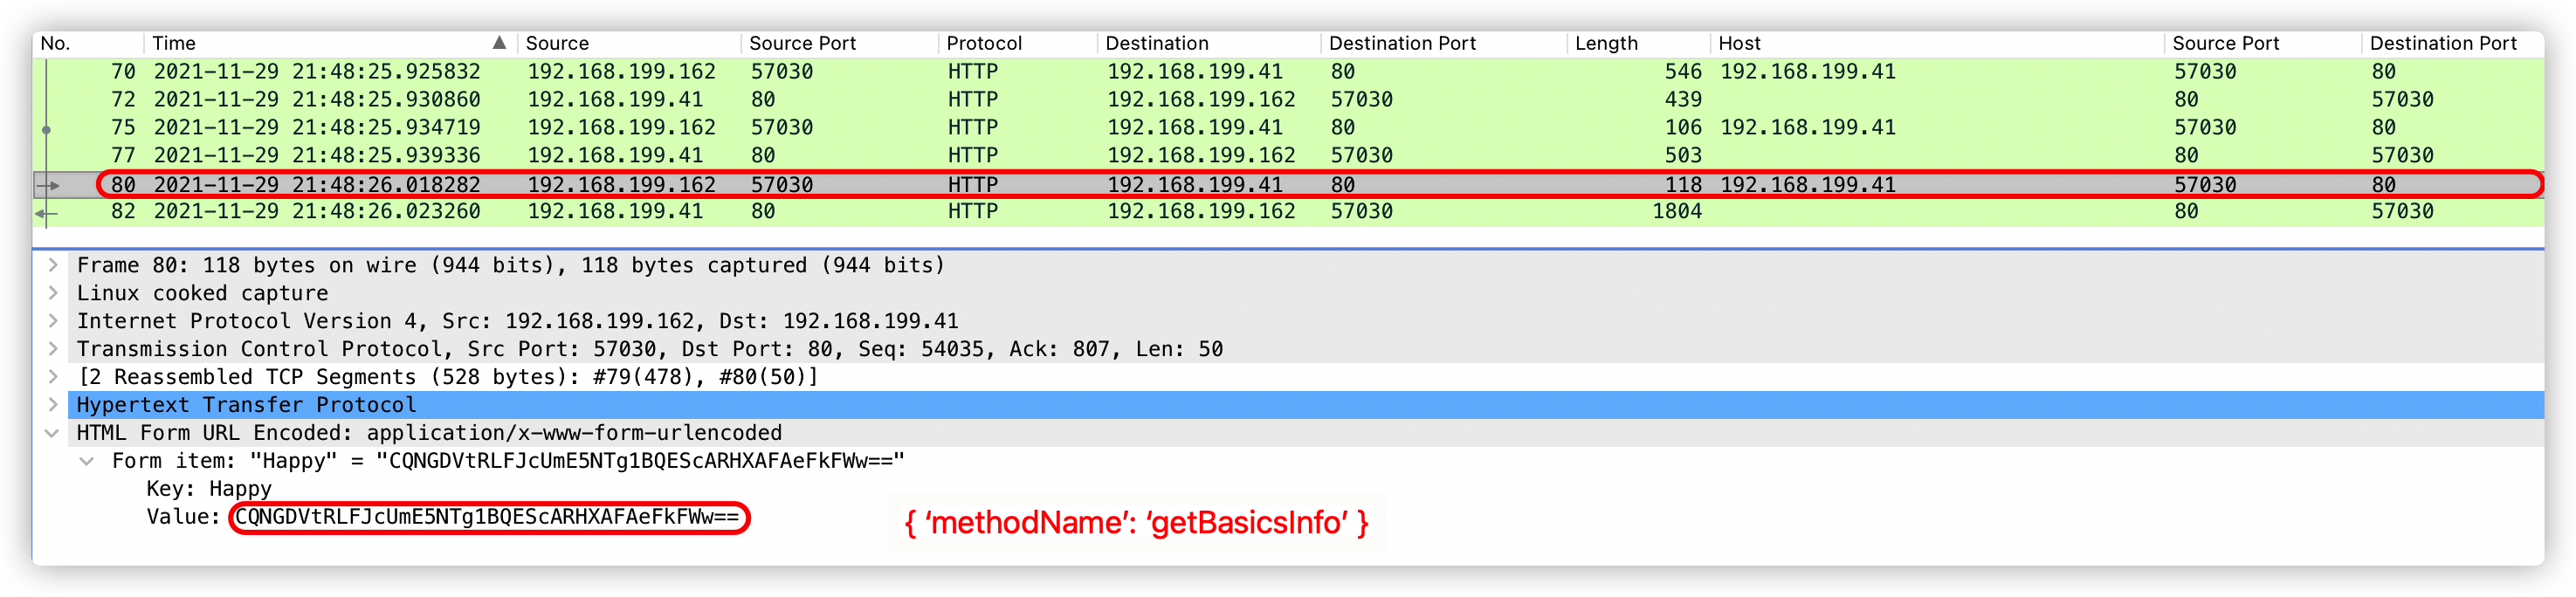 No. Time ▲ Source Source Port Protocol Destination Destination Port Length Host Source Port Destination Port
70 2021-11-29 21:48:25.925832 192.168.199.162 57030 HTTP 192.168.199.41 80 546 192.168.199.41 57030 80
72 2021-11-29 21:48:25.930860 192.168.199.41 80 HTTP 192.168.199.162 57030 439 80 57030
75 2021-11-29 21:48:25.934719 192.168.199.162 57030 HTTP 192.168.199.41 80 106 192.168.199.41 57030 80
77 2021-11-29 21:48:25.939336 192.168.199.41 80 HTTP 192.168.199.162 57030 503 80 57030
80 2021-11-29 21:48:26.018282 192.168.199.162 57030 HTTP 192.168.199.41 80 118 192.168.199.41 57030 80
82 2021-11-29 21:48:26.023260 192.168.199.41 80 HTTP 192.168.199.162 57030 1804 80 57030
Frame 80: 118 bytes on wire (944 bits), 118 bytes captured (944 bits)
Linux cooked capture
Internet Protocol Version 4, Src: 192.168.199.162, Dst: 192.168.199.41
Transmission Control Protocol, Src Port: 57030, Dst Port: 80, Seq: 54035, Ack: 807, Len: 50
[2 Reassembled TCP Segments (528 bytes): #79(478), #80(50)]
Hypertext Transfer Protocol
HTML Form URL Encoded: application/x-www-form-urlencoded
Form item: "Happy" = "CQNGDVtRLFJcUmE5NTg1BQEScARHXAFAeFkFWw=="
Key: Happy
Value: CQNGDVtRLFJcUmE5NTg1BQEScARHXAFAeFkFWw==
{ ‘methodName’: ‘getBasicsInfo’ }